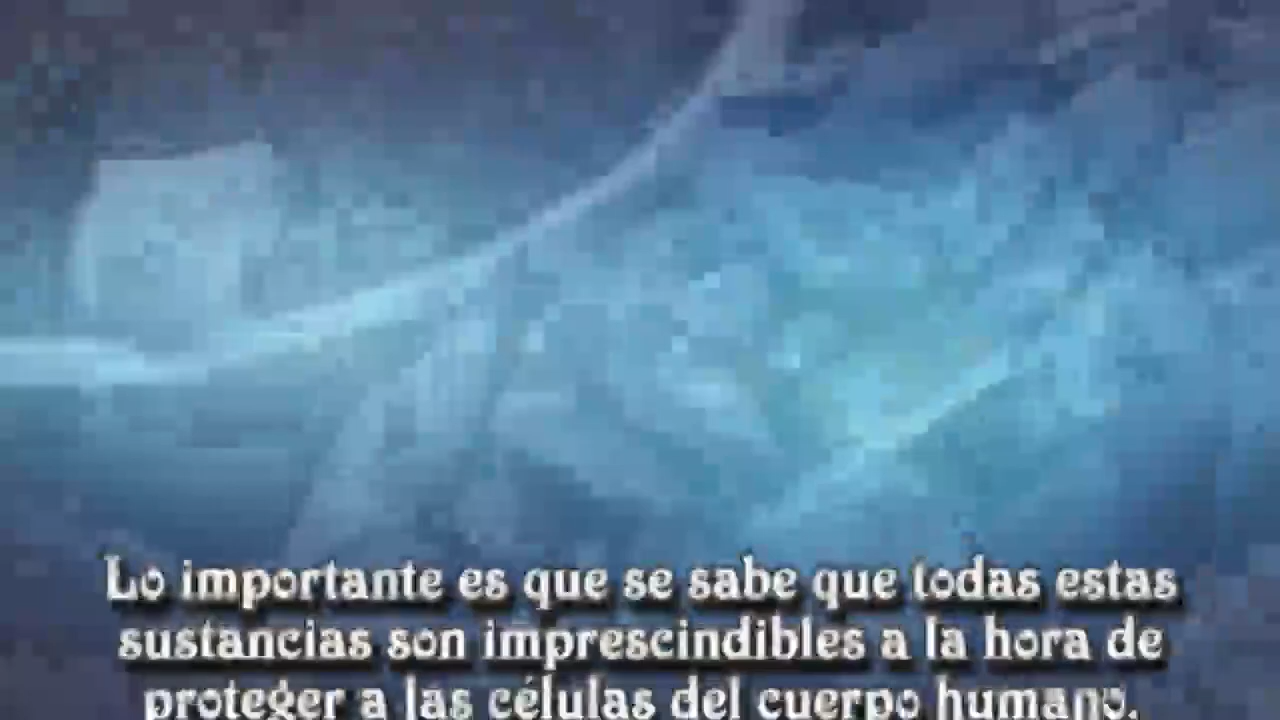 Lo importante es que se sabe que todas estas
sustancias son imprescindibles a la hora de
proteger a las células del cuerpo humano.